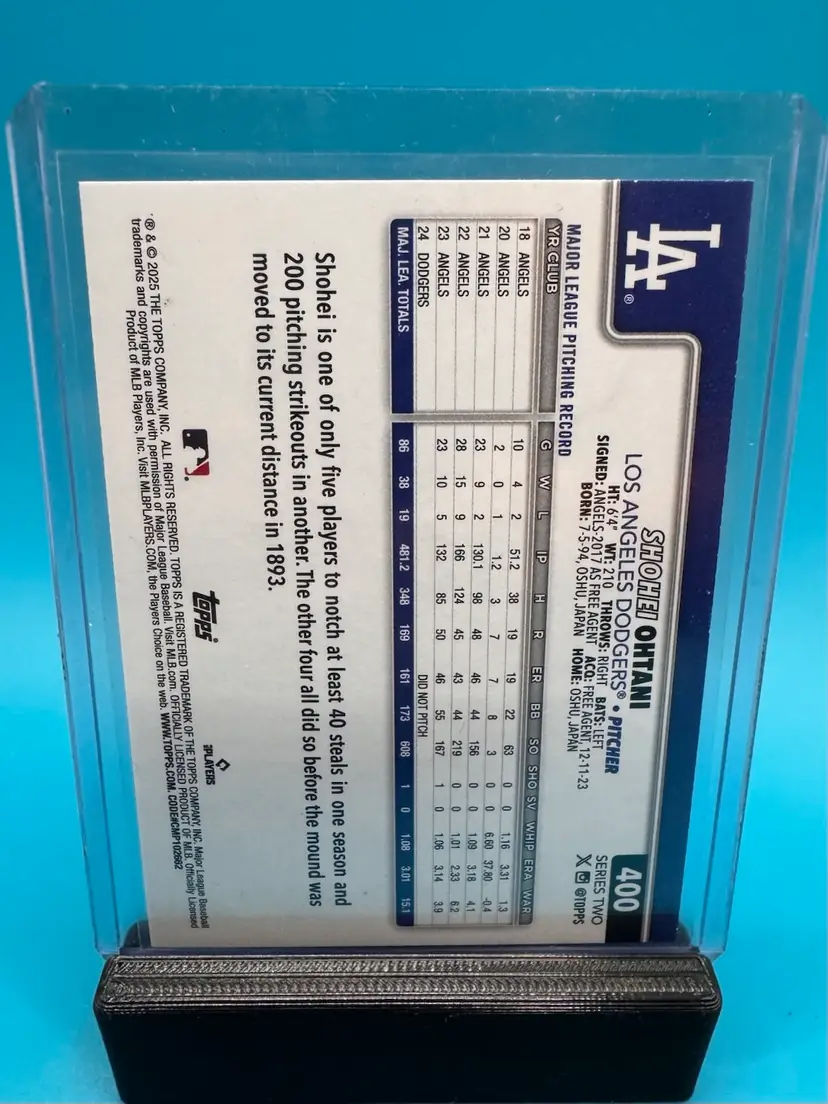 LA®
400
SERIES TWO
@TOPPS
SHOHEI OHTANI
LOS ANGELES DODGERS® • PITCHER
HT: 6'4" WT: 210 THROWS: RIGHT BATS: LEFT
SIGNED: ANGELS-2017 AS FREE AGENT ACQ: FREE AGENT, 12-11-23
BORN: 7-5-94, OSHU, JAPAN HOME: OSHU, JAPAN
MAJOR LEAGUE PITCHING RECORD
YR CLUB G W L IP H R ER BB SO SHO SV WHIP ERA WAR
18 ANGELS 10 4 2 51.2 38 19 19 22 63 0 0 1.16 3.31 1.3
20 ANGELS 2 0 1 1.2 3 7 7 8 3 0 0 6.60 37.80 -0.4
21 ANGELS 23 9 2 130.1 98 48 46 44 156 0 0 1.09 3.18 4.1
22 ANGELS 28 15 9 166 124 45 43 44 219 0 0 1.01 2.33 6.2
23 ANGELS 23 10 5 132 85 50 46 55 167 1 0 1.06 3.14 3.9
24 DODGERS DID NOT PITCH
MAJ. LEA. TOTALS 86 38 19 481.2 348 169 161 173 608 1 0 1.08 3.01 15.1
Shohei is one of only five players to notch at least 40 steals in one season and
200 pitching strikeouts in another. The other four all did so before the mound was
moved to its current distance in 1893.
topps
PLAYERS
® & © 2025 THE TOPPS COMPANY, INC. ALL RIGHTS RESERVED. TOPPS IS A REGISTERED TRADEMARK OF THE TOPPS COMPANY, INC. Major League Baseball
trademarks and copyrights are used with permission of Major League Baseball. Visit MLB.com. OFFICIALLY LICENSED PRODUCT OF MLB. Officially Licensed
Product of MLB Players, Inc. Visit MLBPLAYERS.COM, the Players Choice on the web. WWW.TOPPS.COM. CODE#CMP102662